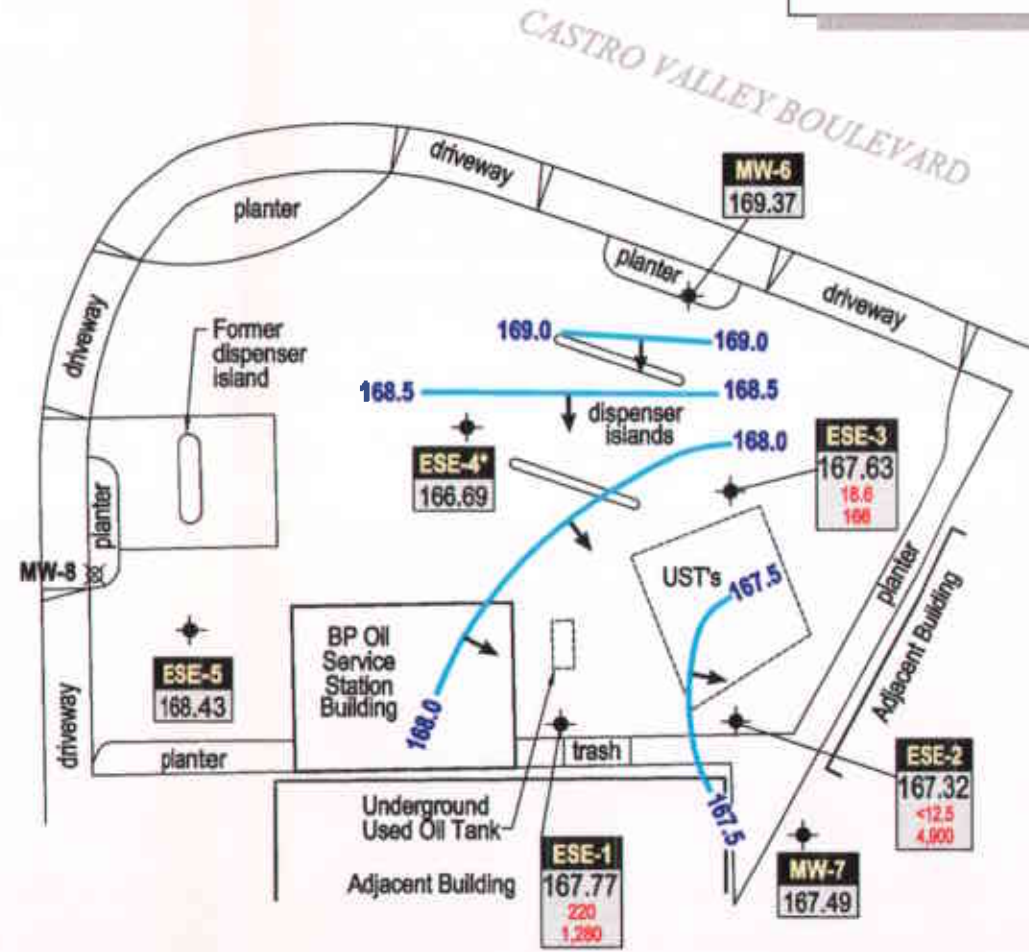 CASTRO VALLEY BOULEVARD
driveway
MW-6
169.37
planter
planter
driveway
driveway
Former
dispenser
island
169.0
169.0
168.5
168.5
dispenser
islands
168.0
ESE-3
167.63
18.6
166
ESE-4*
166.69
planter
MW-8
UST's
167.5
planter
Adjacent Building
BP Oil
Service
Station
Building
ESE-5
168.43
168.0
driveway
planter
trash
ESE-2
167.32
<12.5
4,900
Underground
Used Oil Tank
167.5
ESE-1
167.77
220
1,280
Adjacent Building
MW-7
167.49